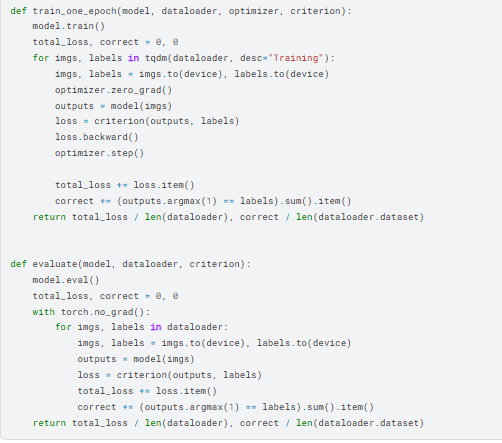 def train_one_epoch(model, dataloader, optimizer, criterion):
    model.train()
    total_loss, correct = 0, 0
    for imgs, labels in tqdm(dataloader, desc="Training"):
        imgs, labels = imgs.to(device), labels.to(device)
        optimizer.zero_grad()
        outputs = model(imgs)
        loss = criterion(outputs, labels)
        loss.backward()
        optimizer.step()

        total_loss += loss.item()
        correct += (outputs.argmax(1) == labels).sum().item()
    return total_loss / len(dataloader), correct / len(dataloader.dataset)


def evaluate(model, dataloader, criterion):
    model.eval()
    total_loss, correct = 0, 0
    with torch.no_grad():
        for imgs, labels in dataloader:
            imgs, labels = imgs.to(device), labels.to(device)
            outputs = model(imgs)
            loss = criterion(outputs, labels)
            total_loss += loss.item()
            correct += (outputs.argmax(1) == labels).sum().item()
    return total_loss / len(dataloader), correct / len(dataloader.dataset)